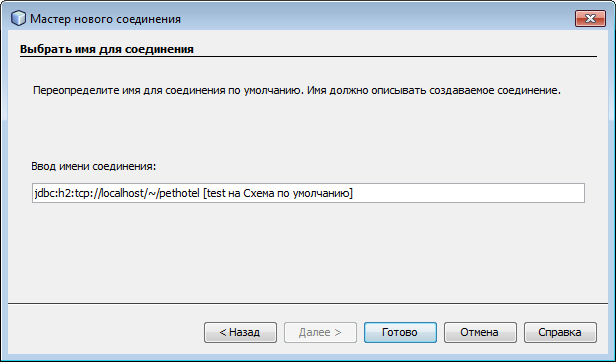 Мастер нового соединения
Выбрать имя для соединения
Переопределите имя для соединения по умолчанию. Имя должно описывать создаваемое соединение.
Ввод имени соединения:
jdbc:h2:tcp://localhost/~/pethotel [test на Схема по умолчанию]
< Назад Далее > Готово Отмена Справка